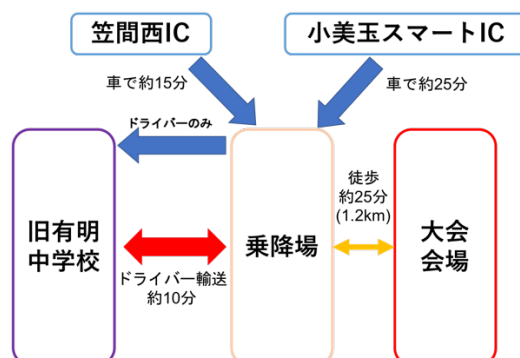 笠間西IC
小美玉スマートIC
車で約15分
車で約25分
ドライバーのみ
旧有明
中学校
乗降場
徒歩
約25分
(1.2km)
大会
会場
ドライバー輸送
約10分